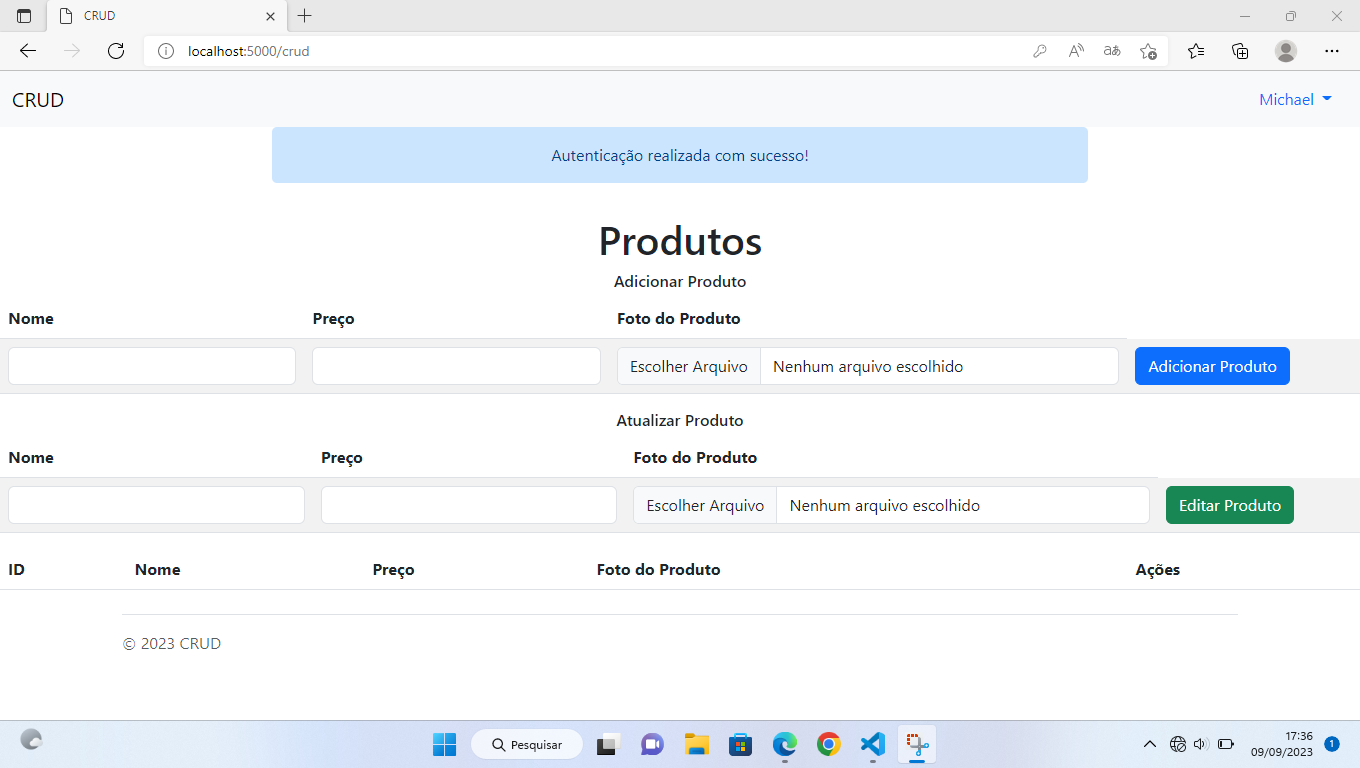 CRUD
localhost:5000/crud
CRUD
Michael
Autenticação realizada com sucesso!
Produtos
Adicionar Produto
Nome Preço Foto do Produto
Escolher Arquivo Nenhum arquivo escolhido Adicionar Produto
Atualizar Produto
Nome Preço Foto do Produto
Escolher Arquivo Nenhum arquivo escolhido Editar Produto
ID Nome Preço Foto do Produto Ações
© 2023 CRUD
Pesquisar
17:36
09/09/2023
1